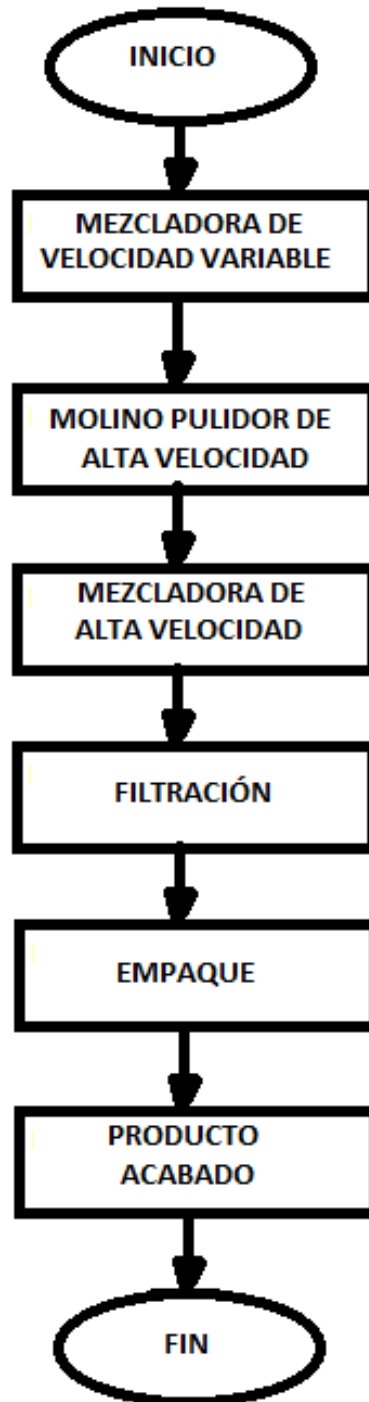 INICIO
MEZCLADORA DE
VELOCIDAD VARIABLE
MOLINO PULIDOR DE
ALTA VELOCIDAD
MEZCLADORA DE
ALTA VELOCIDAD
FILTRACIÓN
EMPAQUE
PRODUCTO
ACABADO
FIN